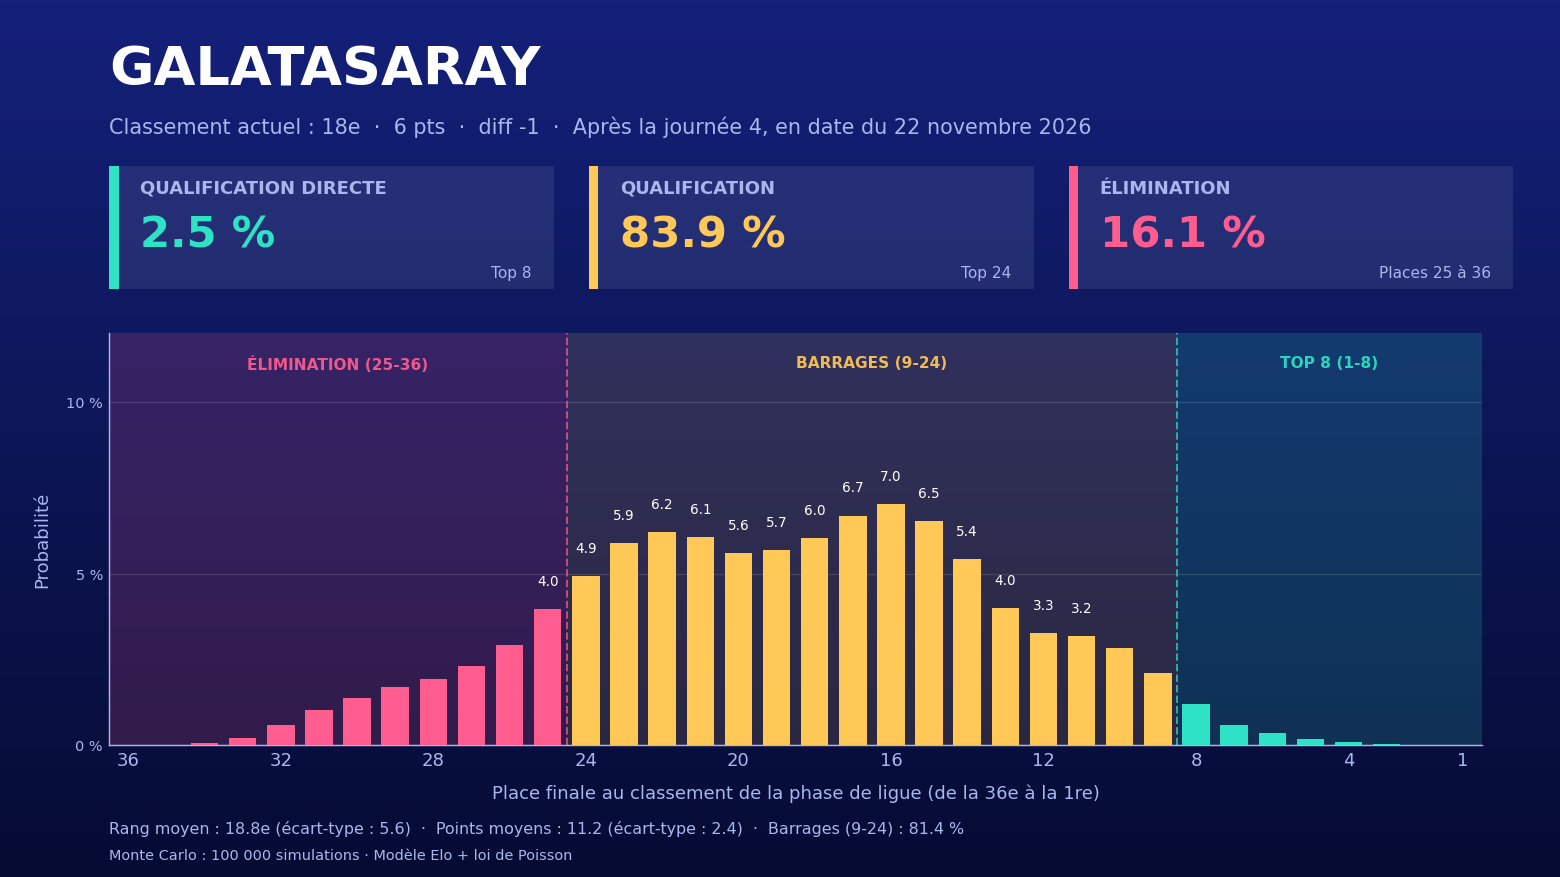 GALATASARAY
Classement actuel : 18e · 6 pts · diff -1 · Après la journée 4, en date du 22 novembre 2026
QUALIFICATION DIRECTE
2.5 %
Top 8
QUALIFICATION
83.9 %
Top 24
ÉLIMINATION
16.1 %
Places 25 à 36
ÉLIMINATION (25-36)
BARRAGES (9-24)
TOP 8 (1-8)
Probabilité
10 %
5 %
0 %
4.0
4.9
5.9
6.2
6.1
5.6
5.7
6.0
6.7
7.0
6.5
5.4
4.0
3.3
3.2
36 32 28 24 20 16 12 8 4 1
Place finale au classement de la phase de ligue (de la 36e à la 1re)
Rang moyen : 18.8e (écart-type : 5.6) · Points moyens : 11.2 (écart-type : 2.4) · Barrages (9-24) : 81.4 %
Monte Carlo : 100 000 simulations · Modèle Elo + loi de Poisson